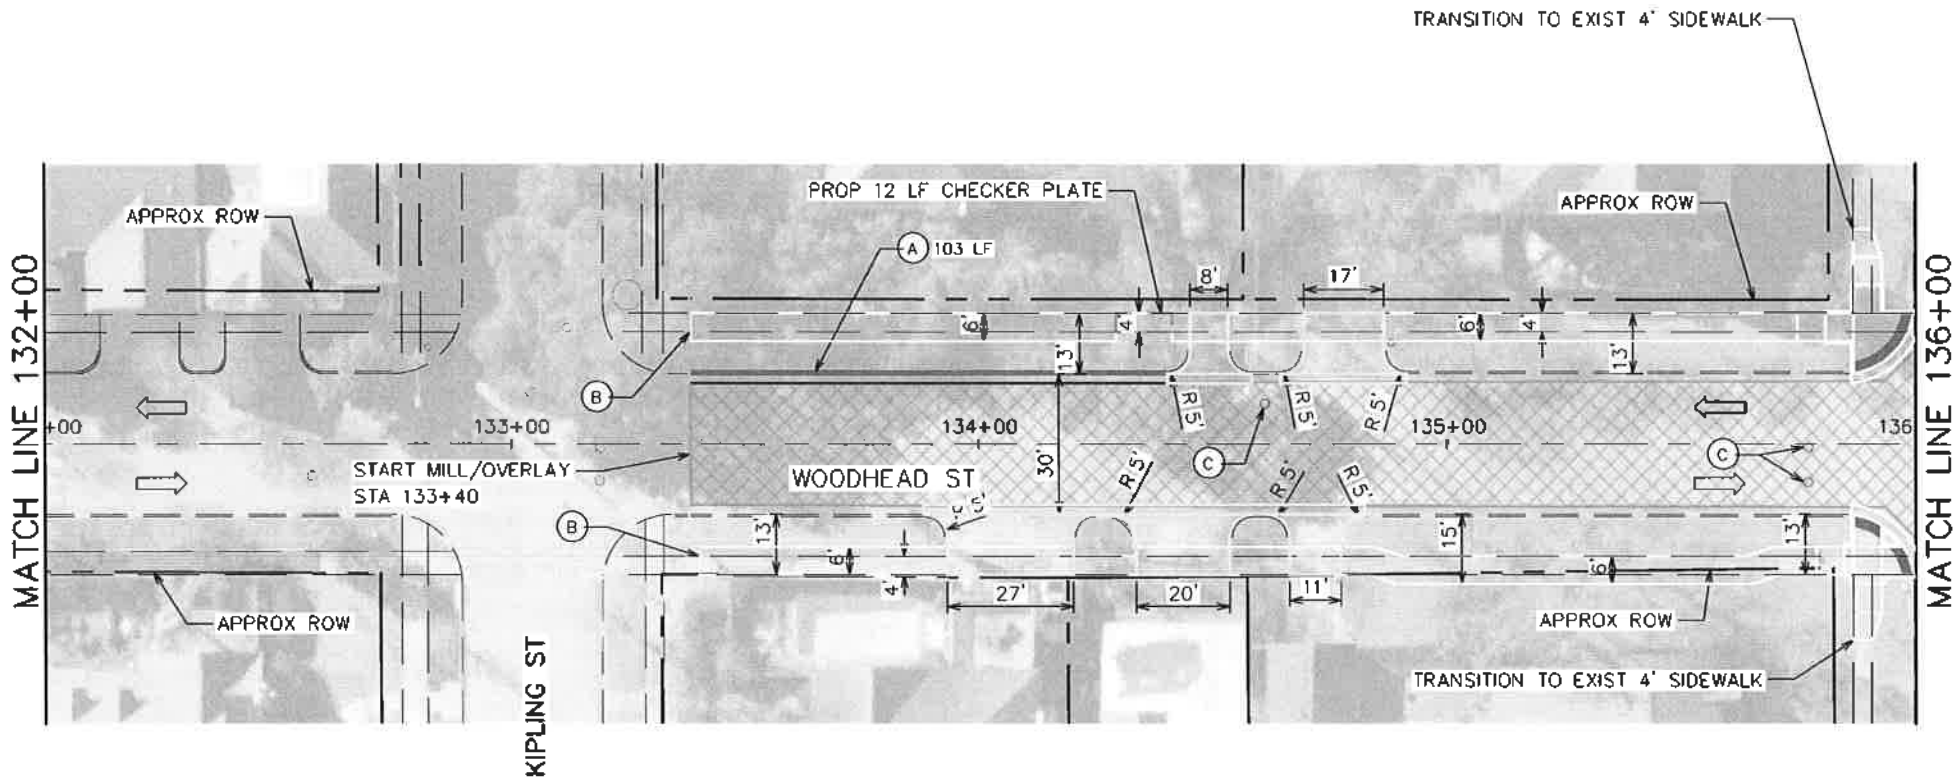 TRANSITION TO EXIST 4' SIDEWALK
PROP 12 LF CHECKER PLATE
APPROX ROW
APPROX ROW
A 103 LF
8'
17'
6'
4'
6'
4'
13'
13'
B
MATCH LINE 132+00
MATCH LINE 136+00
R 5'
R 5'
R 5'
C
+00
133+00
134+00
135+00
136
START MILL/OVERLAY
STA 133+40
WOODHEAD ST
30'
C
R 5'
R 5'
R 5'
B
13'
6'
4'
15'
13'
6'
27'
20'
11'
APPROX ROW
APPROX ROW
KIPLING ST
TRANSITION TO EXIST 4' SIDEWALK